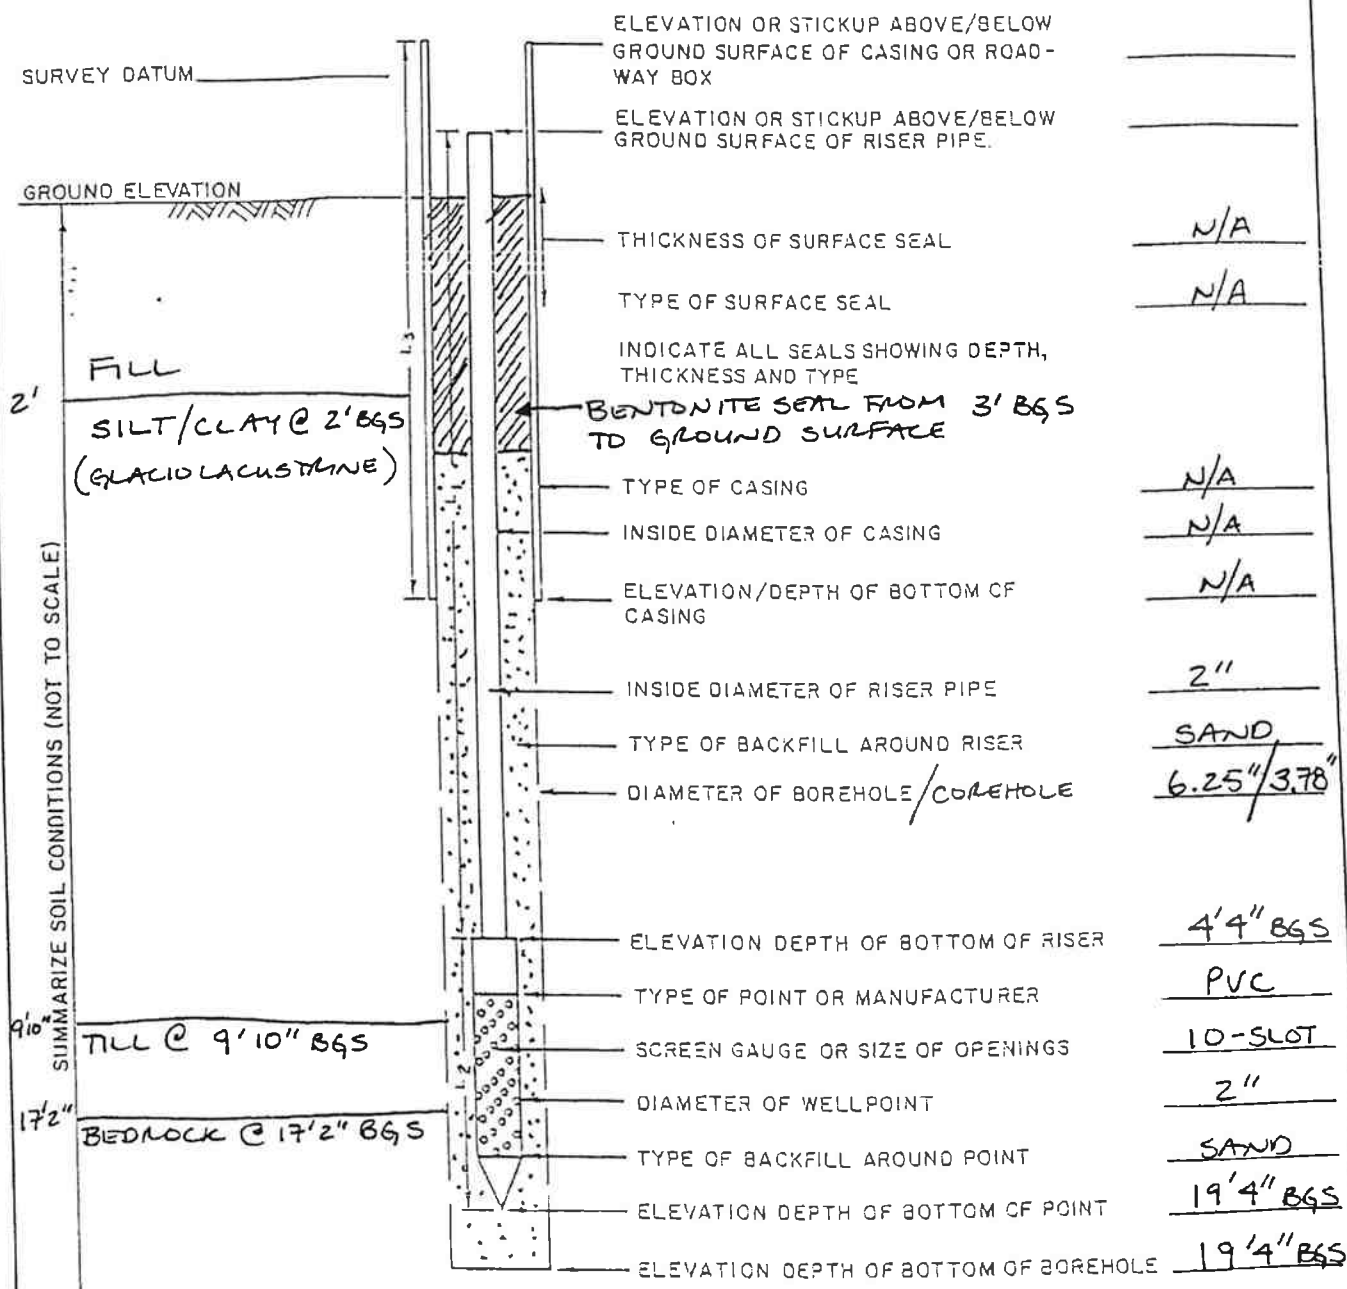 ELEVATION OR STICKUP ABOVE/BELOW
GROUND SURFACE OF CASING OR ROAD-
WAY BOX
SURVEY DATUM
ELEVATION OR STICKUP ABOVE/BELOW
GROUND SURFACE OF RISER PIPE.
GROUND ELEVATION
THICKNESS OF SURFACE SEAL N/A
TYPE OF SURFACE SEAL N/A
INDICATE ALL SEALS SHOWING DEPTH,
THICKNESS AND TYPE
L3
FILL
2'
SILT/CLAY @ 2' BGS
(GLACIOLACUSTRINE)
BENTONITE SEAL FROM 3' BGS
TO GROUND SURFACE
TYPE OF CASING N/A
L1
INSIDE DIAMETER OF CASING N/A
ELEVATION/DEPTH OF BOTTOM OF N/A
CASING
SUMMARIZE SOIL CONDITIONS (NOT TO SCALE)
INSIDE DIAMETER OF RISER PIPE 2"
TYPE OF BACKFILL AROUND RISER SAND
DIAMETER OF BOREHOLE/COREHOLE 6.25"/3.78"
ELEVATION DEPTH OF BOTTOM OF RISER 4'4" BGS
TYPE OF POINT OR MANUFACTURER PVC
9'10"
TILL @ 9'10" BGS
SCREEN GAUGE OR SIZE OF OPENINGS 10-SLOT
L2
DIAMETER OF WELLPOINT 2"
17'2"
BEDROCK @ 17'2" BGS
TYPE OF BACKFILL AROUND POINT SAND
ELEVATION DEPTH OF BOTTOM OF POINT 19'4" BGS
ELEVATION DEPTH OF BOTTOM OF BOREHOLE 19'4" BGS